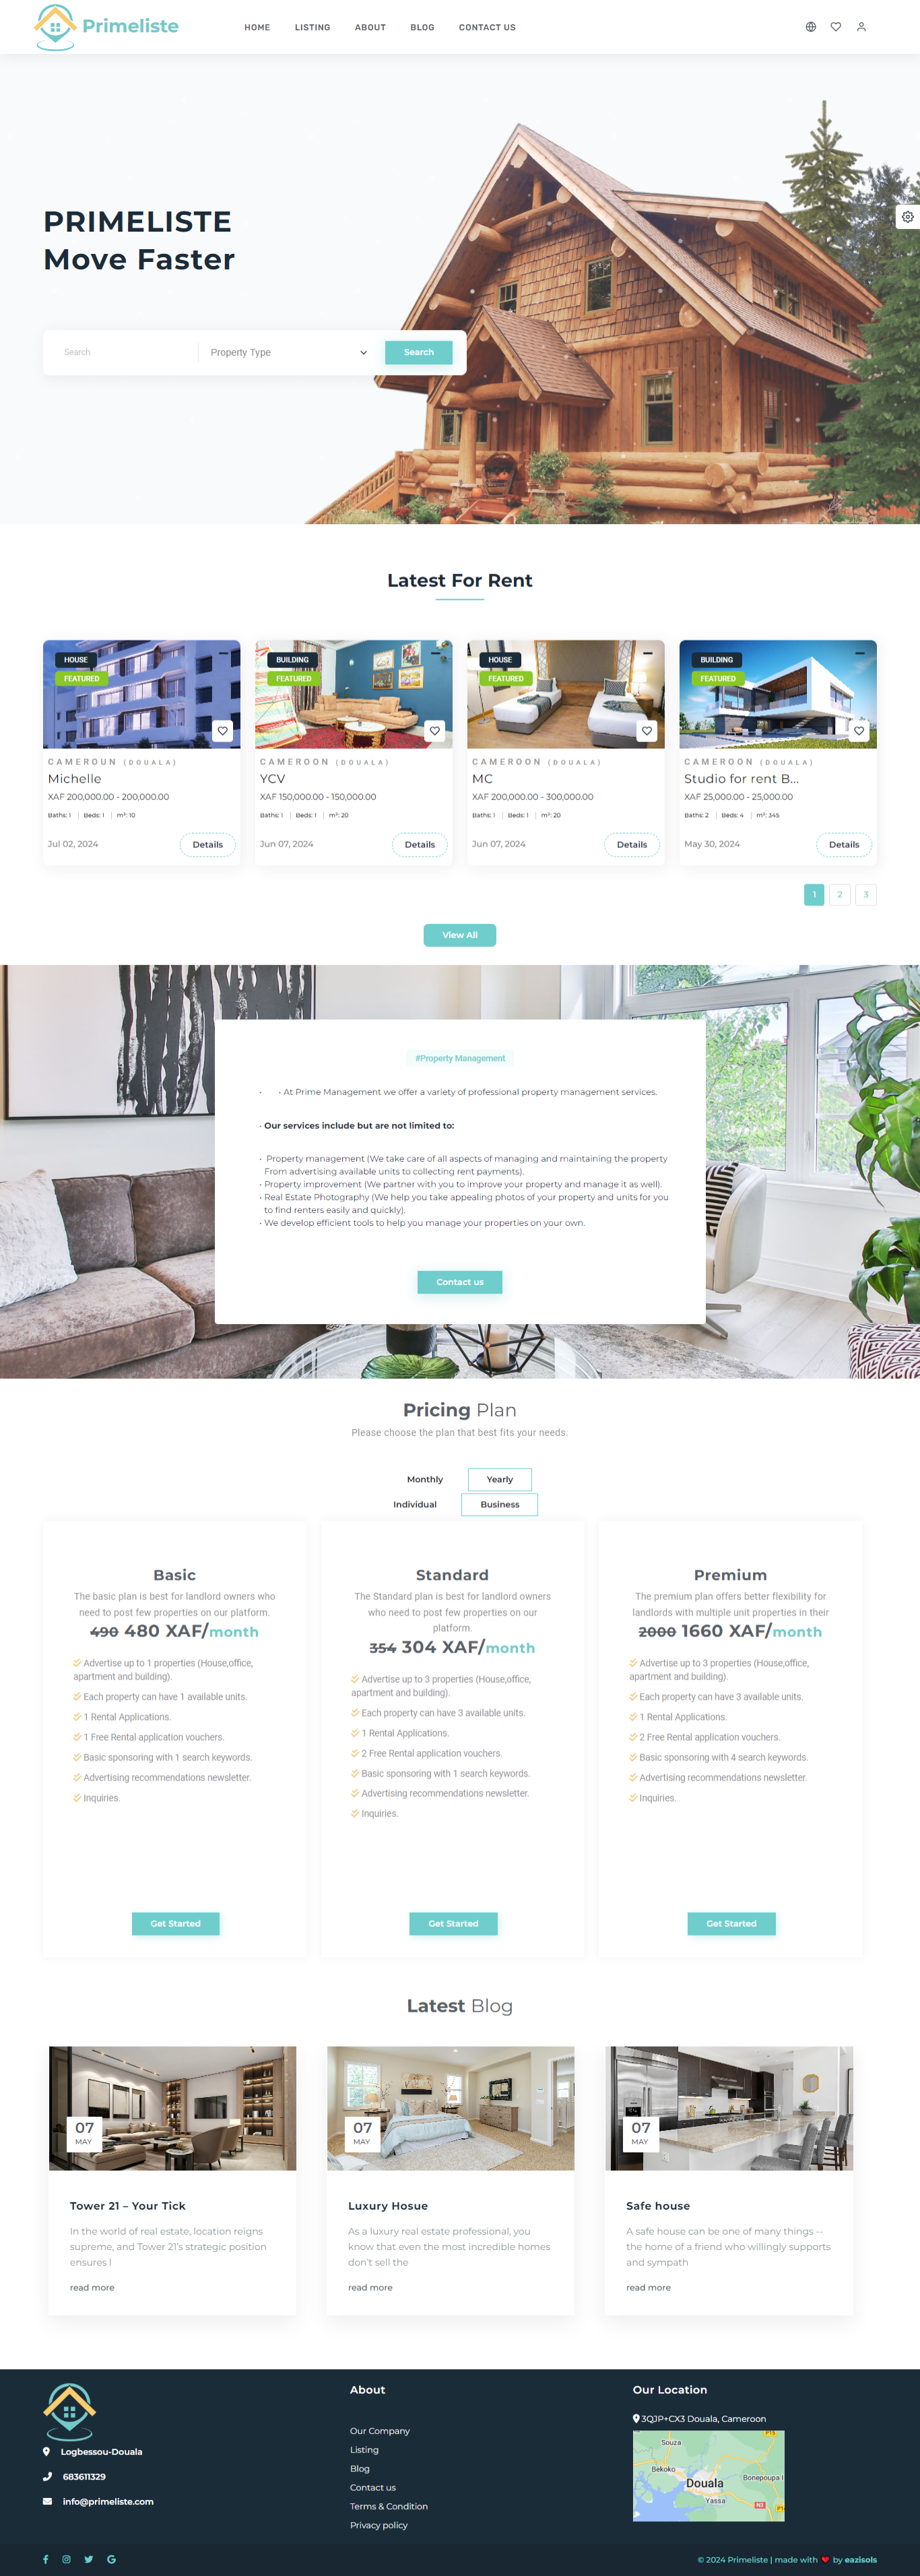 Primeliste
HOME LISTING ABOUT BLOG CONTACT US
PRIMELISTE
Move Faster
Search Property Type Search
Latest For Rent
HOUSE
FEATURED
CAMEROUN (DOUALA)
Michelle
XAF 200,000.00 - 200,000.00
Baths: 1 Beds: 1 m²: 10
Jul 02, 2024 Details
BUILDING
FEATURED
CAMEROON (DOUALA)
YCV
XAF 150,000.00 - 150,000.00
Baths: 1 Beds: 1 m²: 20
Jun 07, 2024 Details
HOUSE
FEATURED
CAMEROON (DOUALA)
MC
XAF 200,000.00 - 300,000.00
Baths: 1 Beds: 1 m²: 20
Jun 07, 2024 Details
BUILDING
FEATURED
CAMEROON (DOUALA)
Studio for rent B...
XAF 25,000.00 - 25,000.00
Baths: 2 Beds: 4 m²: 345
May 30, 2024 Details
1 2 3
View All
#Property Management
• • At Prime Management we offer a variety of professional property management services.
• Our services include but are not limited to:
• Property management (We take care of all aspects of managing and maintaining the property
From advertising available units to collecting rent payments).
• Property improvement (We partner with you to improve your property and manage it as well).
• Real Estate Photography (We help you take appealing photos of your property and units for you
to find renters easily and quickly).
• We develop efficient tools to help you manage your properties on your own.
Contact us
Pricing Plan
Please choose the plan that best fits your needs.
Monthly Yearly
Individual Business
Basic
The basic plan is best for landlord owners who
need to post few properties on our platform.
490 480 XAF/month
Advertise up to 1 properties (House,office,
apartment and building).
Each property can have 1 available units.
1 Rental Applications.
1 Free Rental application vouchers.
Basic sponsoring with 1 search keywords.
Advertising recommendations newsletter.
Inquiries.
Get Started
Standard
The Standard plan is best for landlord owners
who need to post few properties on our
platform.
354 304 XAF/month
Advertise up to 3 properties (House,office,
apartment and building).
Each property can have 3 available units.
1 Rental Applications.
2 Free Rental application vouchers.
Basic sponsoring with 1 search keywords.
Advertising recommendations newsletter.
Inquiries.
Get Started
Premium
The premium plan offers better flexibility for
landlords with multiple unit properties in their
2000 1660 XAF/month
Advertise up to 3 properties (House,office,
apartment and building).
Each property can have 3 available units.
1 Rental Applications.
2 Free Rental application vouchers.
Basic sponsoring with 4 search keywords.
Advertising recommendations newsletter.
Inquiries.
Get Started
Latest Blog
07
MAY
Tower 21 – Your Tick
In the world of real estate, location reigns
supreme, and Tower 21's strategic position
ensures l
read more
07
MAY
Luxury Hosue
As a luxury real estate professional, you
know that even the most incredible homes
don't sell the
read more
07
MAY
Safe house
A safe house can be one of many things --
the home of a friend who willingly supports
and sympath
read more
Logbessou-Douala
683611329
info@primeliste.com
About
Our Company
Listing
Blog
Contact us
Terms & Condition
Privacy policy
Our Location
3QJP+CX3 Douala, Cameroon
P15
Souza
Bekoko
Bonepoupa I
Douala
Yassa
N3
P1
© 2024 Primeliste | made with ❤ by eazisols